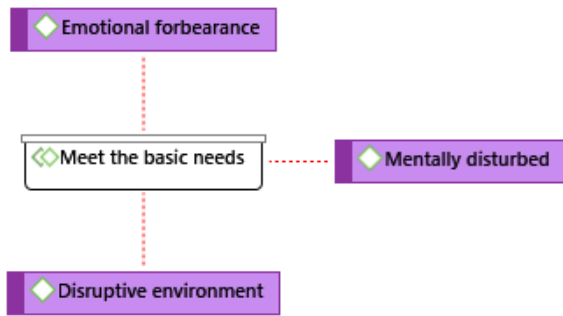 Emotional forbearance
Meet the basic needs
Mentally disturbed
Disruptive environment